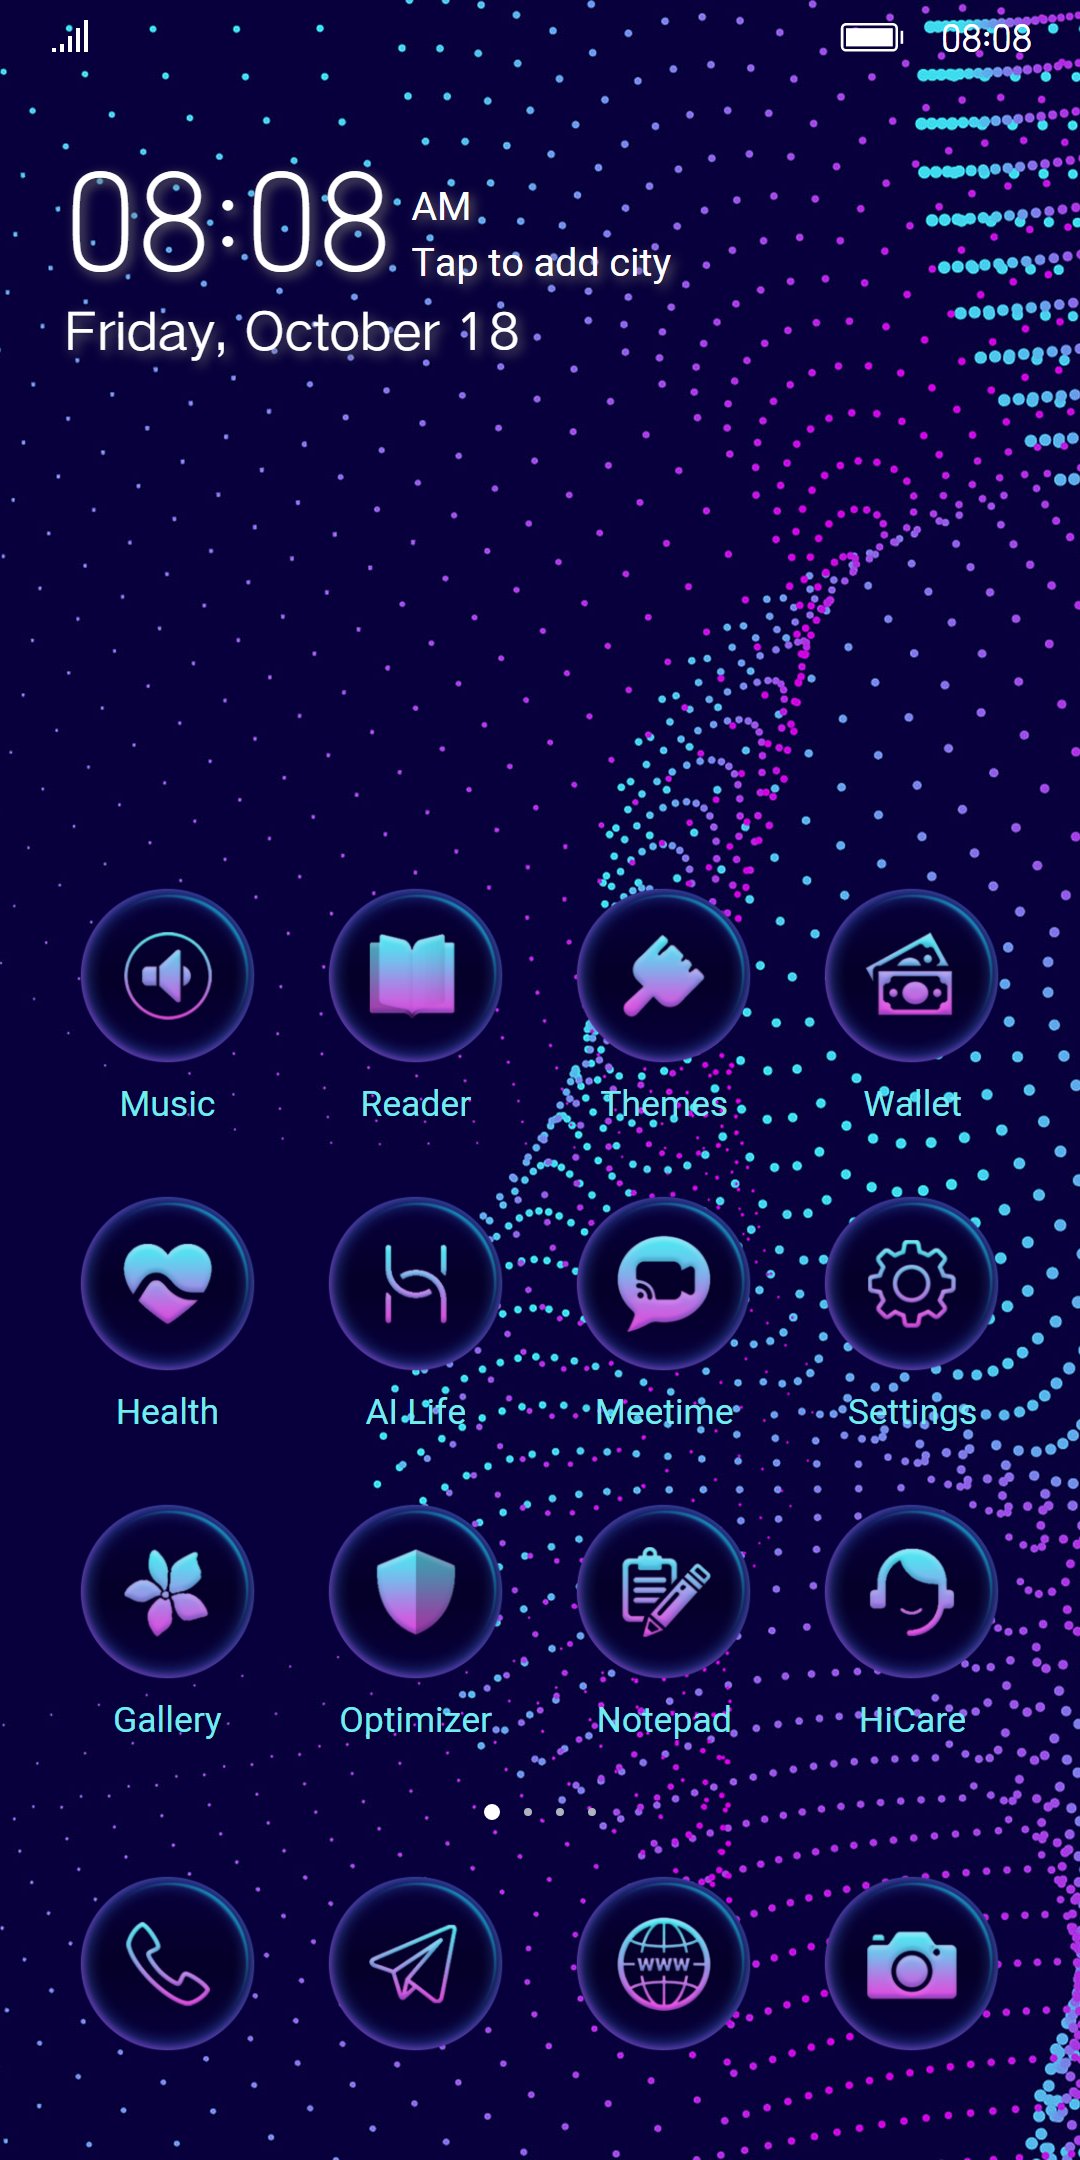 08:08
08:08 AM
Tap to add city
Friday, October 18
Music Reader Themes Wallet
Health AI Life Meetime Settings
Gallery Optimizer Notepad HiCare
WWW